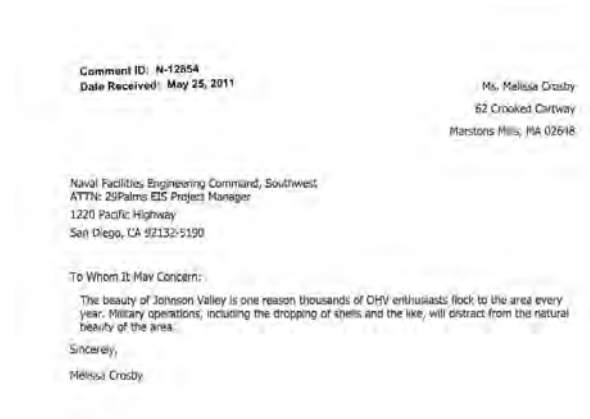 Comment ID: N-12854
Date Received: May 25, 2011
Ms. Melissa Crosby
62 Crooked Cartway
Marstons Mills, MA 02648
Naval Facilities Engineering Command, Southwest
ATTN: 29Palms EIS Project Manager
1220 Pacific Highway
San Diego, CA 92132-5190
To Whom It May Concern:
The beauty of Johnson Valley is one reason thousands of OHV enthusiasts flock to the area every
year. Military operations, including the dropping of shells and the like, will distract from the natural
beauty of the area.
Sincerely,
Melissa Crosby